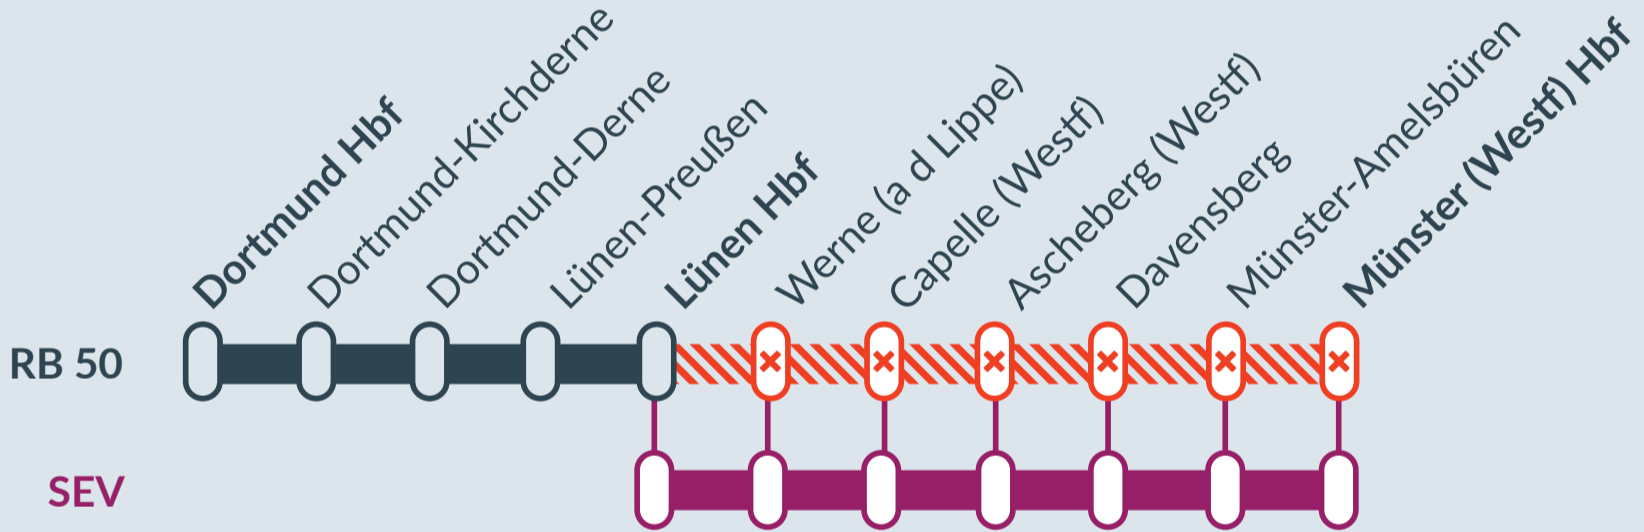 Dortmund Hbf
Dortmund-Kirchderne
Dortmund-Derne
Lünen-Preußen
Lünen Hbf
Werne (a d Lippe)
Capelle (Westf)
Ascheberg (Westf)
Davensberg
Münster-Amelsbüren
Münster (Westf) Hbf
RB 50
SEV